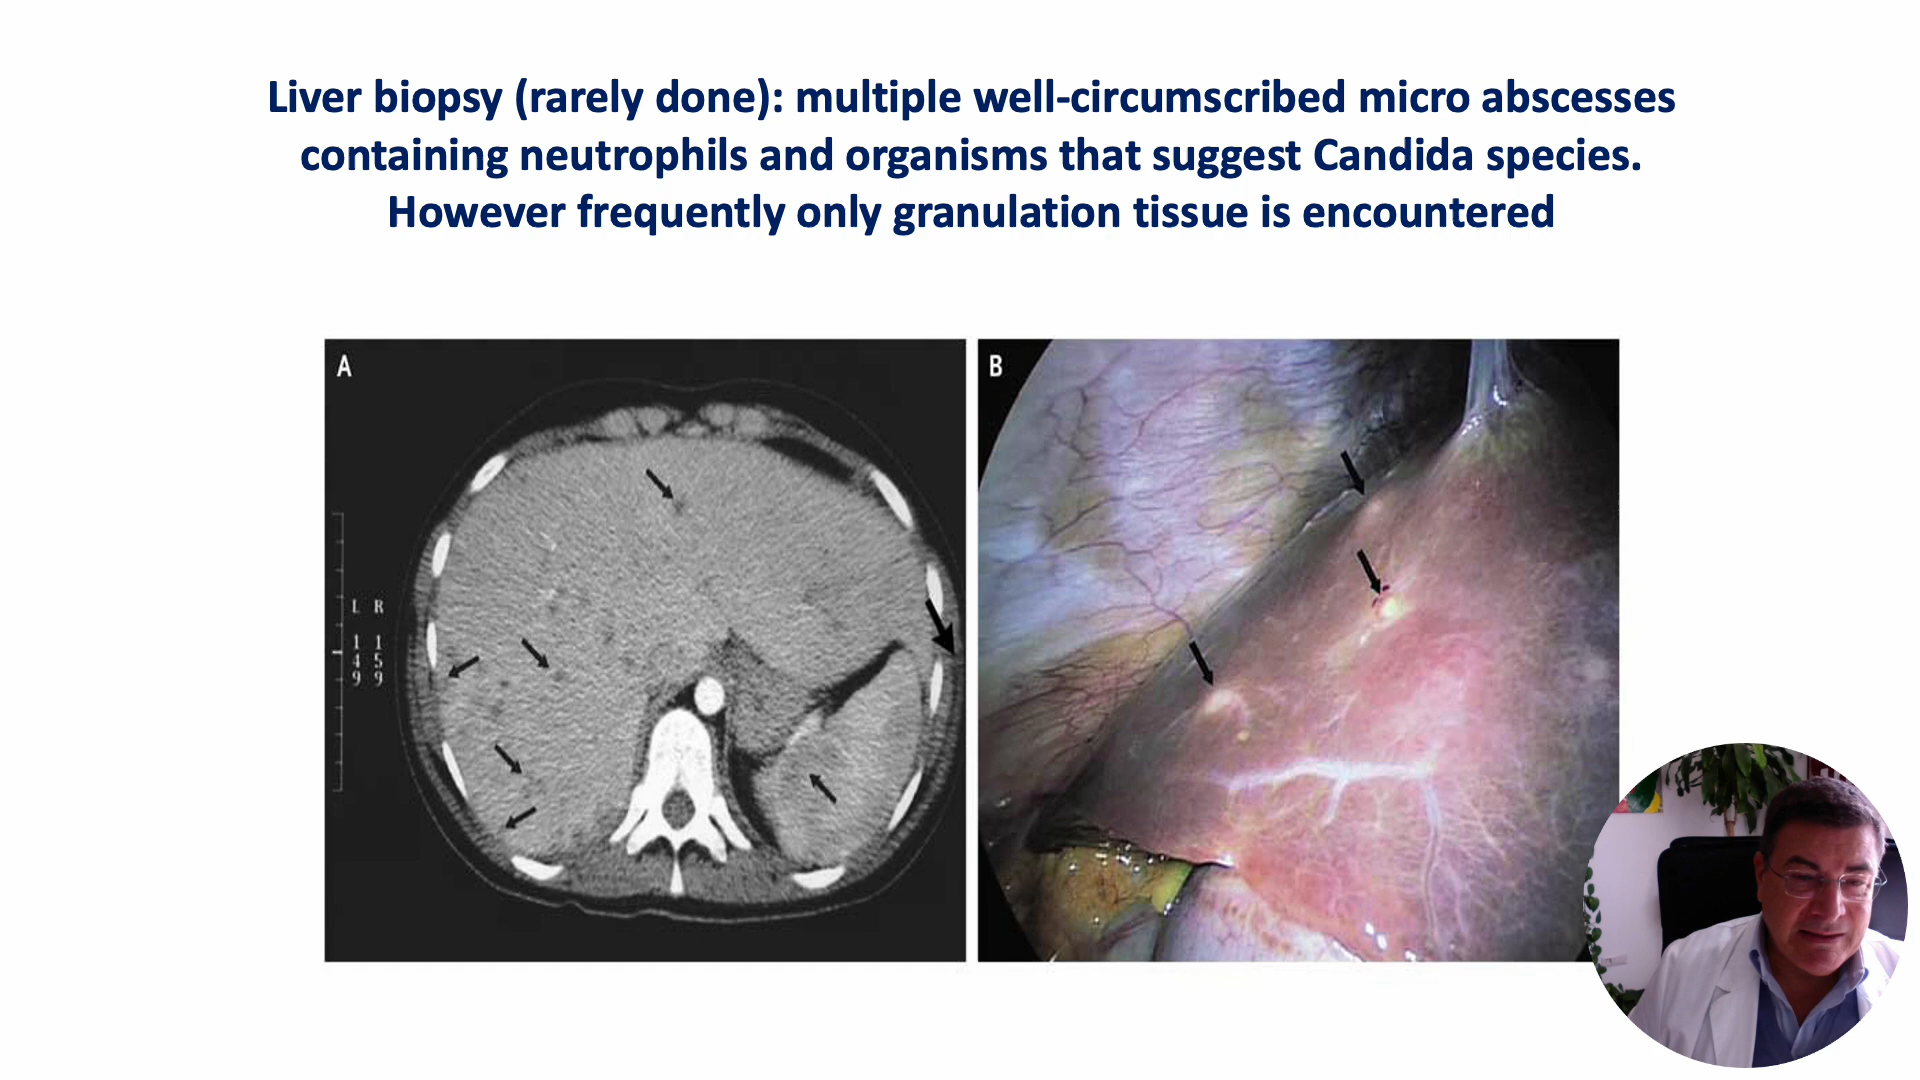 Liver biopsy (rarely done): multiple well-circumscribed micro abscesses
containing neutrophils and organisms that suggest Candida species.
However frequently only granulation tissue is encountered
A
B
L R
1 1
4 5
9 9